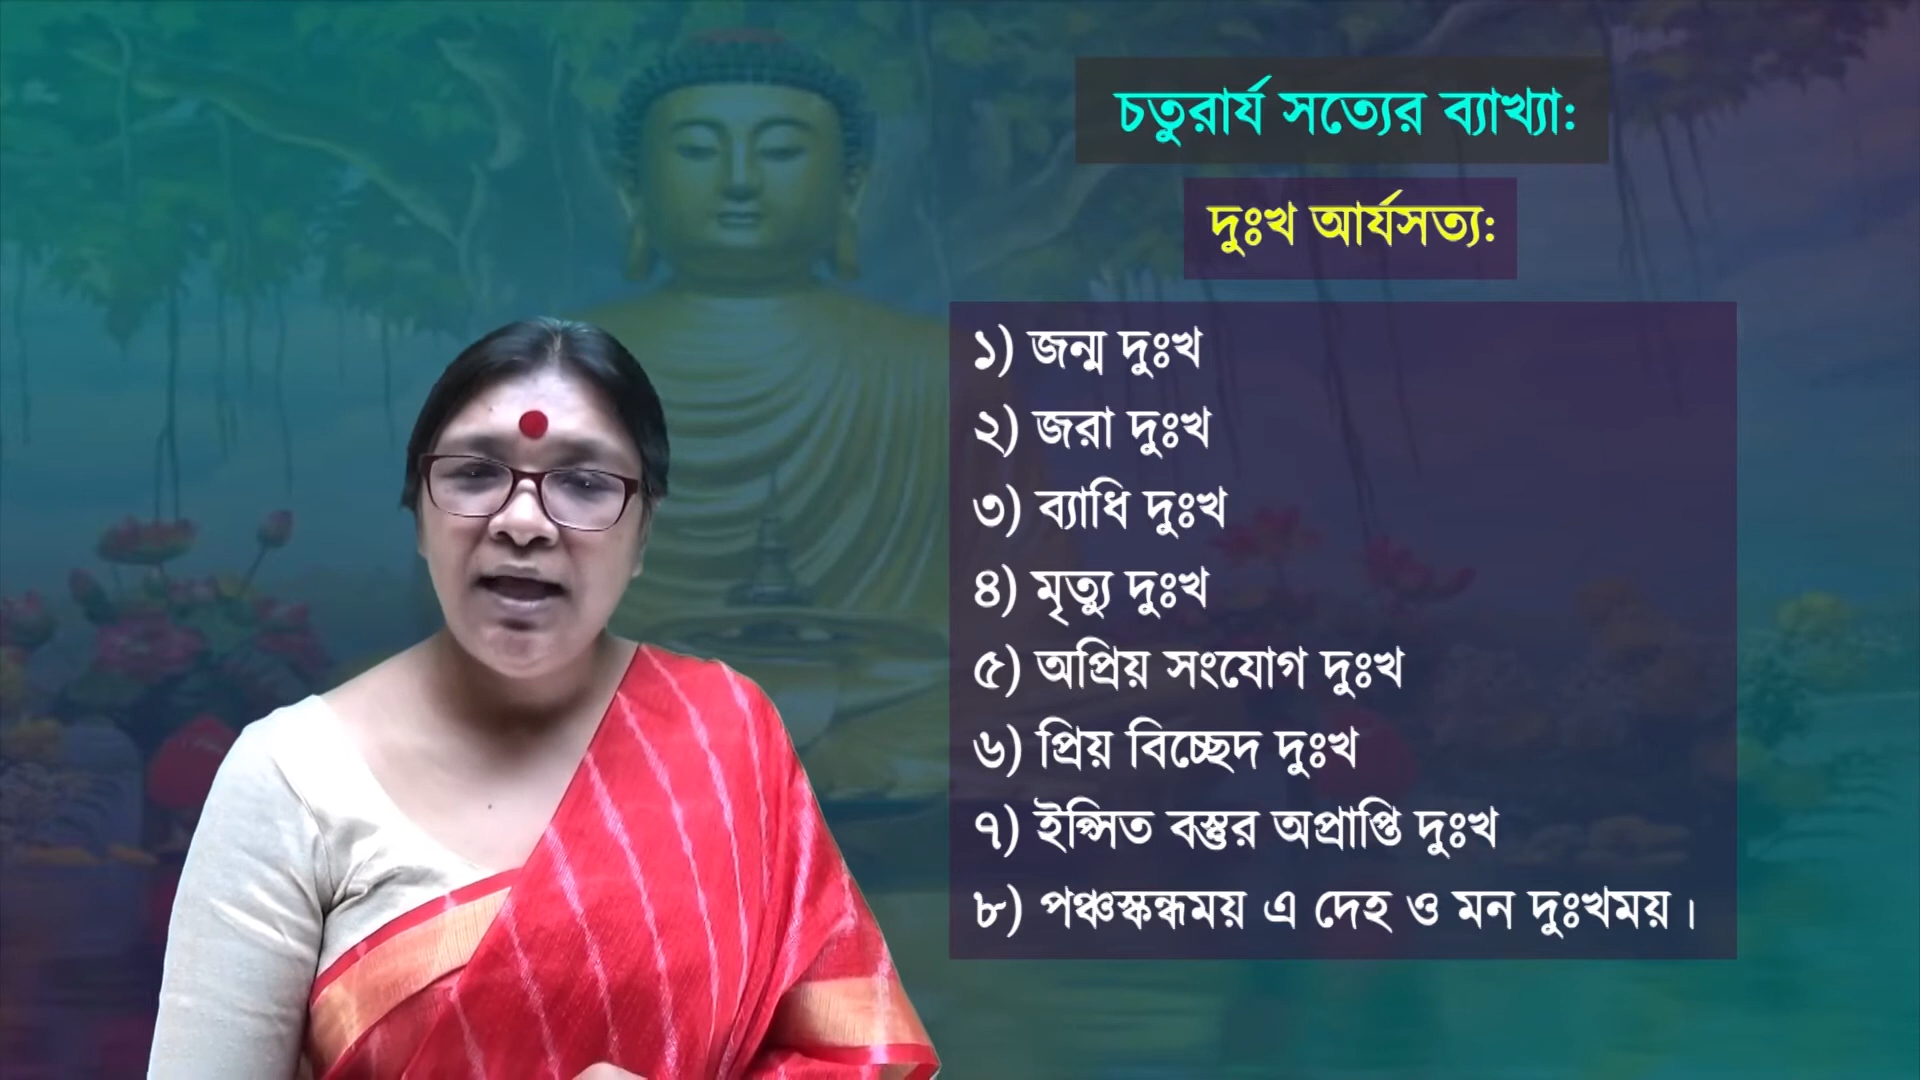 চতুরার্য সত্যের ব্যাখ্যা:
দুঃখ আর্যসত্য:
১) জন্ম দুঃখ
২) জরা দুঃখ
৩) ব্যাধি দুঃখ
৪) মৃত্যু দুঃখ
৫) অপ্রিয় সংযোগ দুঃখ
৬) প্রিয় বিচ্ছেদ দুঃখ
৭) ইপ্সিত বস্তুর অপ্রাপ্তি দুঃখ
৮) পঞ্চস্কন্ধময় এ দেহ ও মন দুঃখময়।